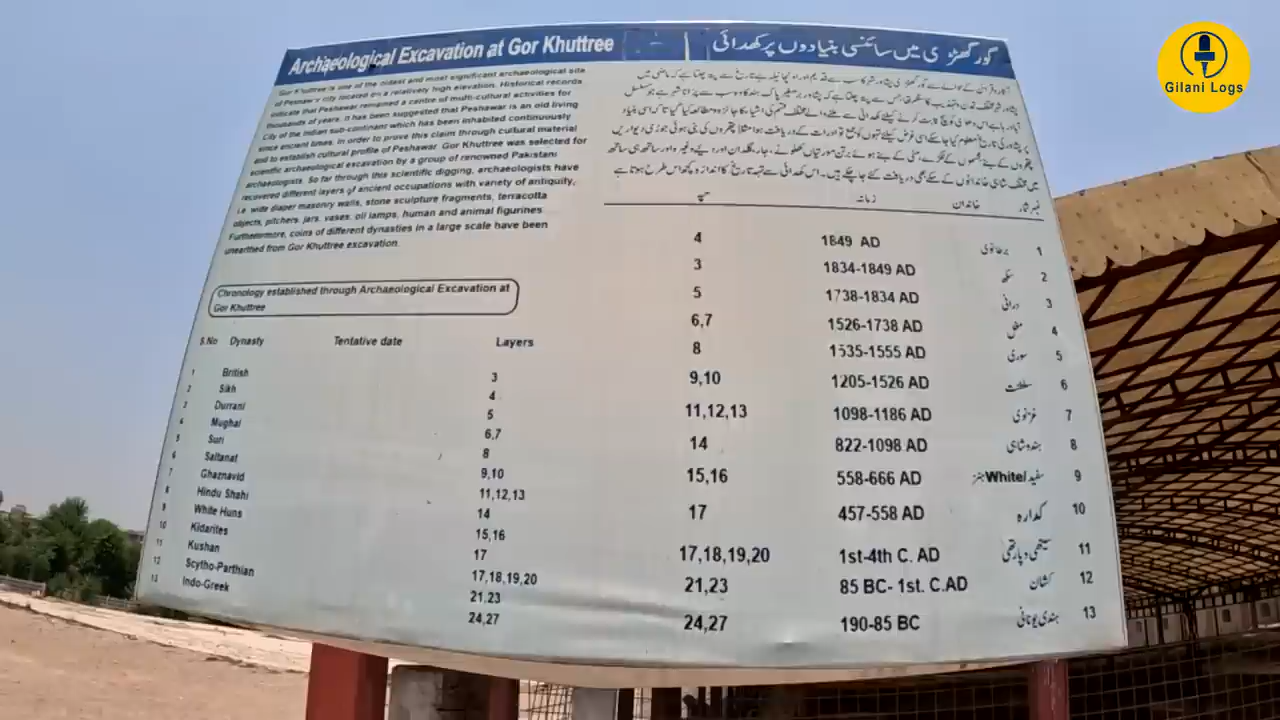 Gilani Logs
Archaeological Excavation at Gor Khuttree
گور گھڑی میں سائنسی بنیادوں پر کھدائی
Gor Khuttree is one of the oldest and most significant archaeological site
of Peshawar city located on a relatively high elevation. Historical records
indicate that Peshawar remained a centre of multi-cultural activities for
thousands of years. It has been suggested that Peshawar is an old living
City of the Indian sub-continent which has been inhabited continuously
since ancient times. In order to prove this claim through cultural material
and to establish cultural profile of Peshawar. Gor Khuttree was selected for
scientific archaeological excavation by a group of renowned Pakistani
archaeologists. So far through this scientific digging, archaeologists have
recovered different layers of ancient occupations with variety of antiquity,
i.e. wide diaper masonry walls, stone sculpture fragments, terracotta
objects, pitchers, jars, vases, oil lamps, human and animal figurines
Furthermore, coins of different dynasties in a large scale have been
unearthed from Gor Khuttree excavation.
Chronology established through Archaeological Excavation at
Gor Khuttree
S.No Dynasty Tentative date Layers
1 British 3
2 Sikh 4
3 Durrani 5
4 Mughal 6,7
5 Suri 8
6 Saltanat 9,10
7 Ghaznavid 11,12,13
8 Hindu Shahi 14
9 White Huns 15,16
10 Kidarites 17
11 Kushan 17,18,19,20
12 Scytho-Parthian 21,23
13 Indo-Greek 24,27
نمبر شمار خاندان زمانہ تہہ
1 برطانوی 1849 AD 4
2 سکھ 1834-1849 AD 3
3 درانی 1738-1834 AD 5
4 مغل 1526-1738 AD 6,7
5 سوری 1535-1555 AD 8
6 سلطنت 1205-1526 AD 9,10
7 غزنوی 1098-1186 AD 11,12,13
8 ہندو شاہی 822-1098 AD 14
9 سفید Whitel ہنز 558-666 AD 15,16
10 کدارہ 457-558 AD 17
11 سیتھی و پارتھی 1st-4th C. AD 17,18,19,20
12 کشان 85 BC- 1st. C.AD 21,23
13 ہندی یونانی 190-85 BC 24,27